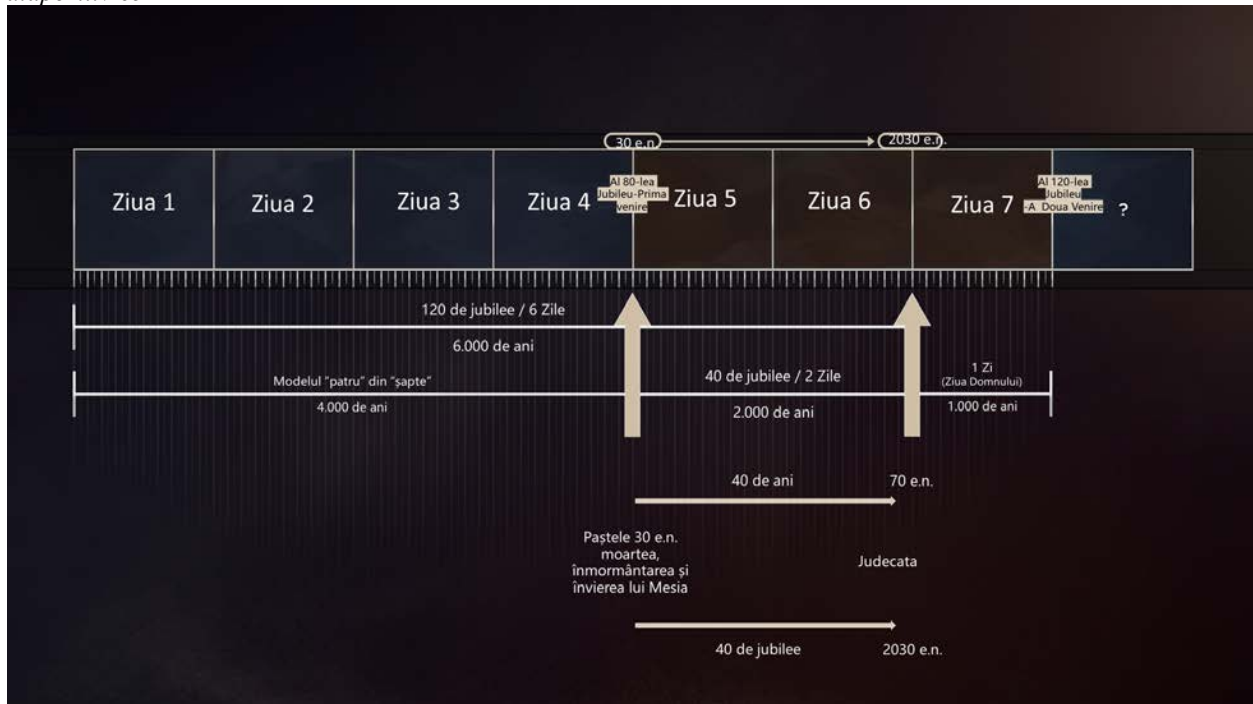 30 e.n.
2030 e.n.
Ziua 1
Ziua 2
Ziua 3
Ziua 4
Al 80-lea
Jubileu-Prima
venire
Ziua 5
Ziua 6
Ziua 7
Al 120-lea
Jubileu
-A Doua Venire
?
120 de jubilee / 6 Zile
6.000 de ani
Modelul "patru" din "șapte"
4.000 de ani
40 de jubilee / 2 Zile
2.000 de ani
1 Zi
(Ziua Domnului)
1.000 de ani
40 de ani
70 e.n.
Paștele 30 e.n.
moartea,
înmormântarea și
învierea lui Mesia
Judecata
40 de jubilee
2030 e.n.